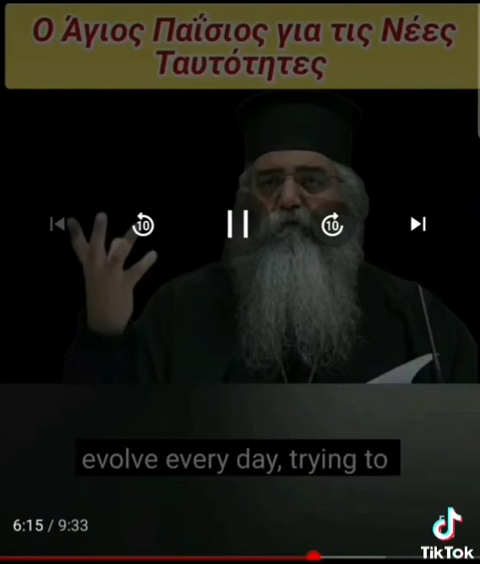 Ο Άγιος Παΐσιος για τις Νέες
Ταυτότητες
10
10
evolve every day, trying to
6:15 / 9:33
TikTok